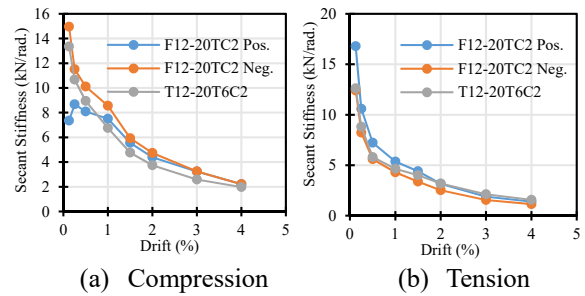 Secant Stiffness (kN/rad.)
16
14
12
10
8
6
4
2
0
F12-20TC2 Pos.
F12-20TC2 Neg.
T12-20T6C2
0 1 2 3 4 5
Drift (%)
(a) Compression
Secant Stiffness (kN/rad.)
20
15
10
5
0
F12-20TC2 Pos.
F12-20TC2 Neg.
T12-20T6C2
0 1 2 3 4 5
Drift (%)
(b) Tension